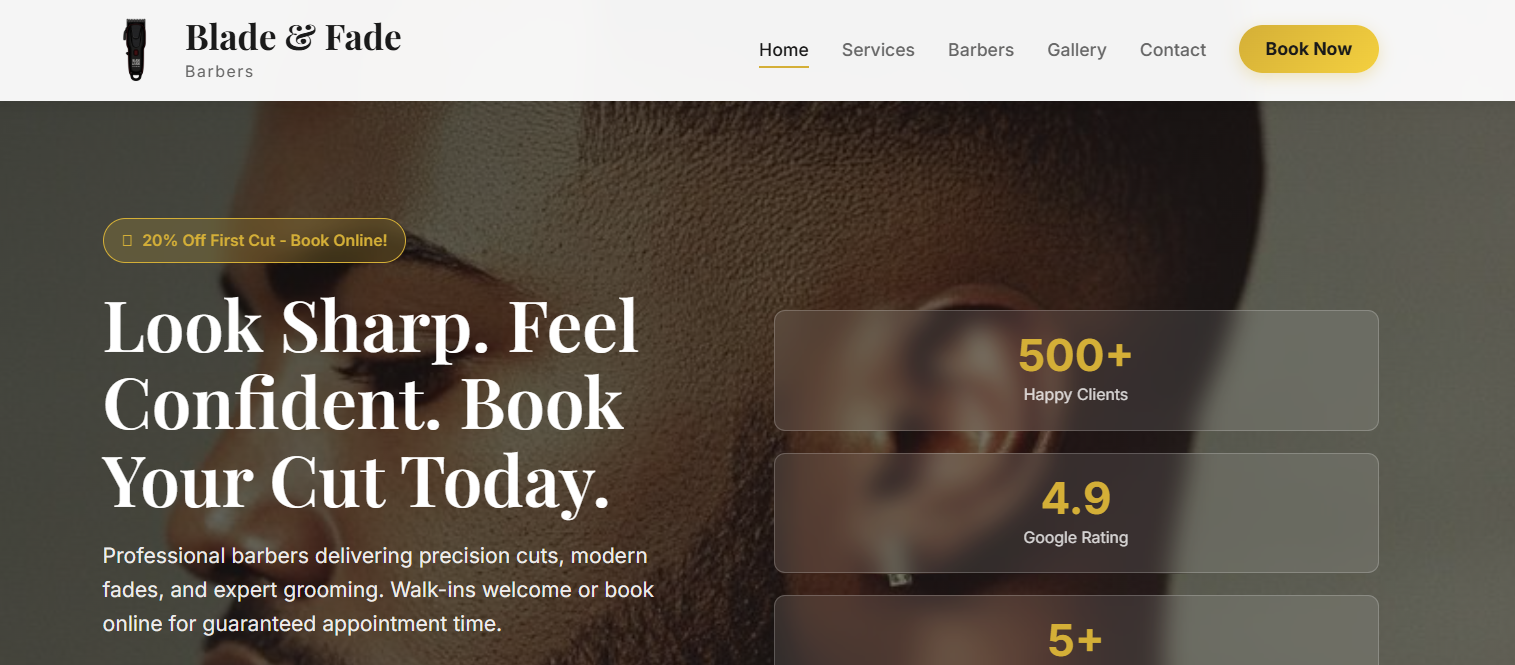 Blade & Fade
Barbers
Home
Services
Barbers
Gallery
Contact
Book Now
20% Off First Cut - Book Online!
Look Sharp. Feel
Confident. Book
Your Cut Today.
Professional barbers delivering precision cuts, modern
fades, and expert grooming. Walk-ins welcome or book
online for guaranteed appointment time.
500+
Happy Clients
4.9
Google Rating
5+